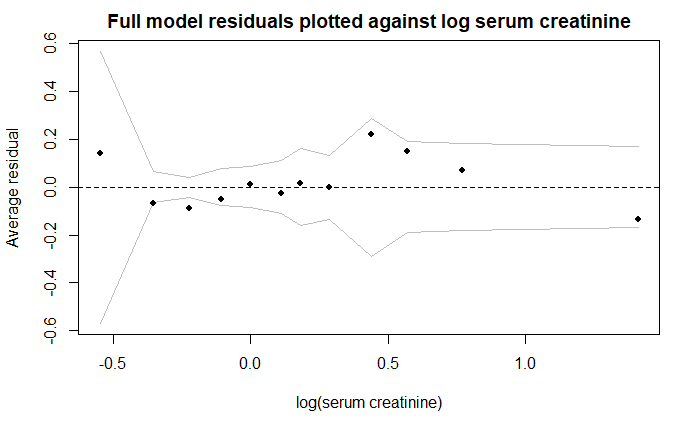 Full model residuals plotted against log serum creatinine
Average residual
0.6
0.4
0.2
0.0
-0.2
-0.4
-0.6
-0.5 0.0 0.5 1.0
log(serum creatinine)